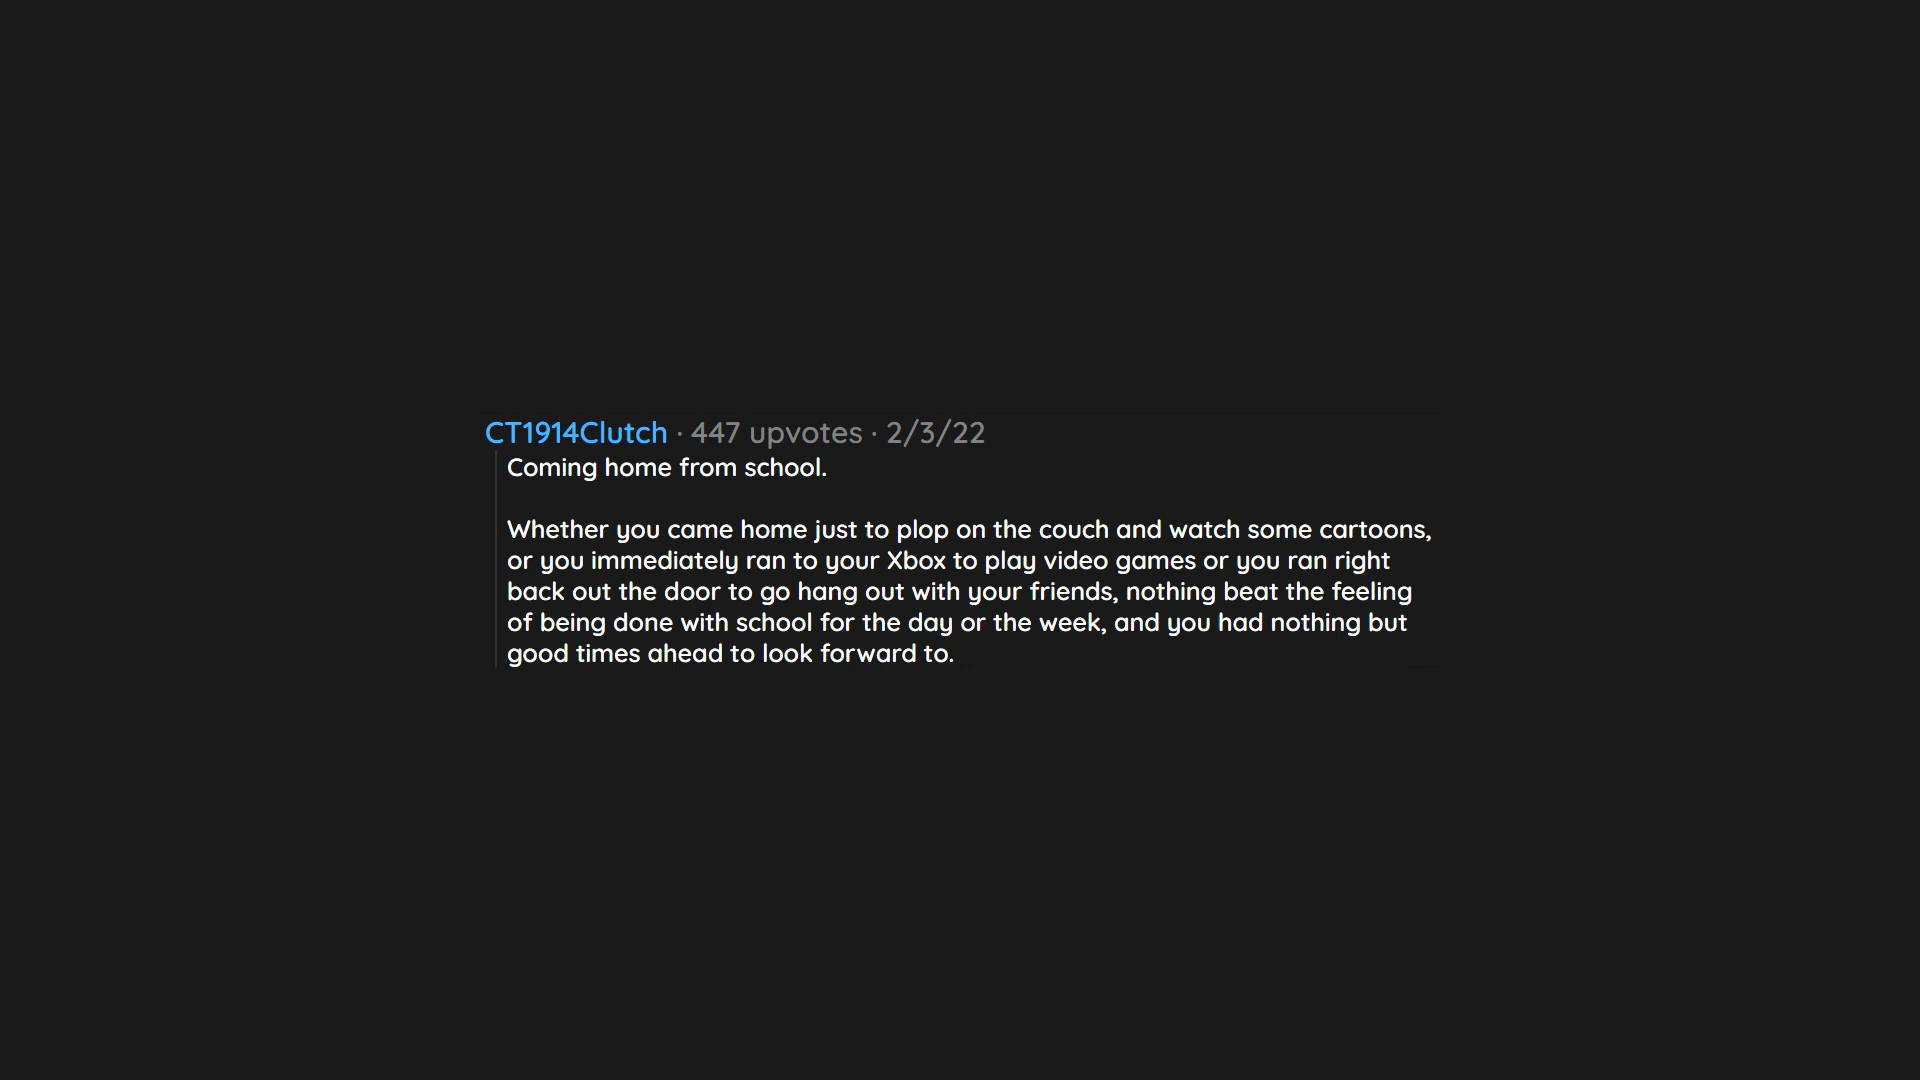 CT1914Clutch · 447 upvotes · 2/3/22
Coming home from school.
Whether you came home just to plop on the couch and watch some cartoons,
or you immediately ran to your Xbox to play video games or you ran right
back out the door to go hang out with your friends, nothing beat the feeling
of being done with school for the day or the week, and you had nothing but
good times ahead to look forward to.